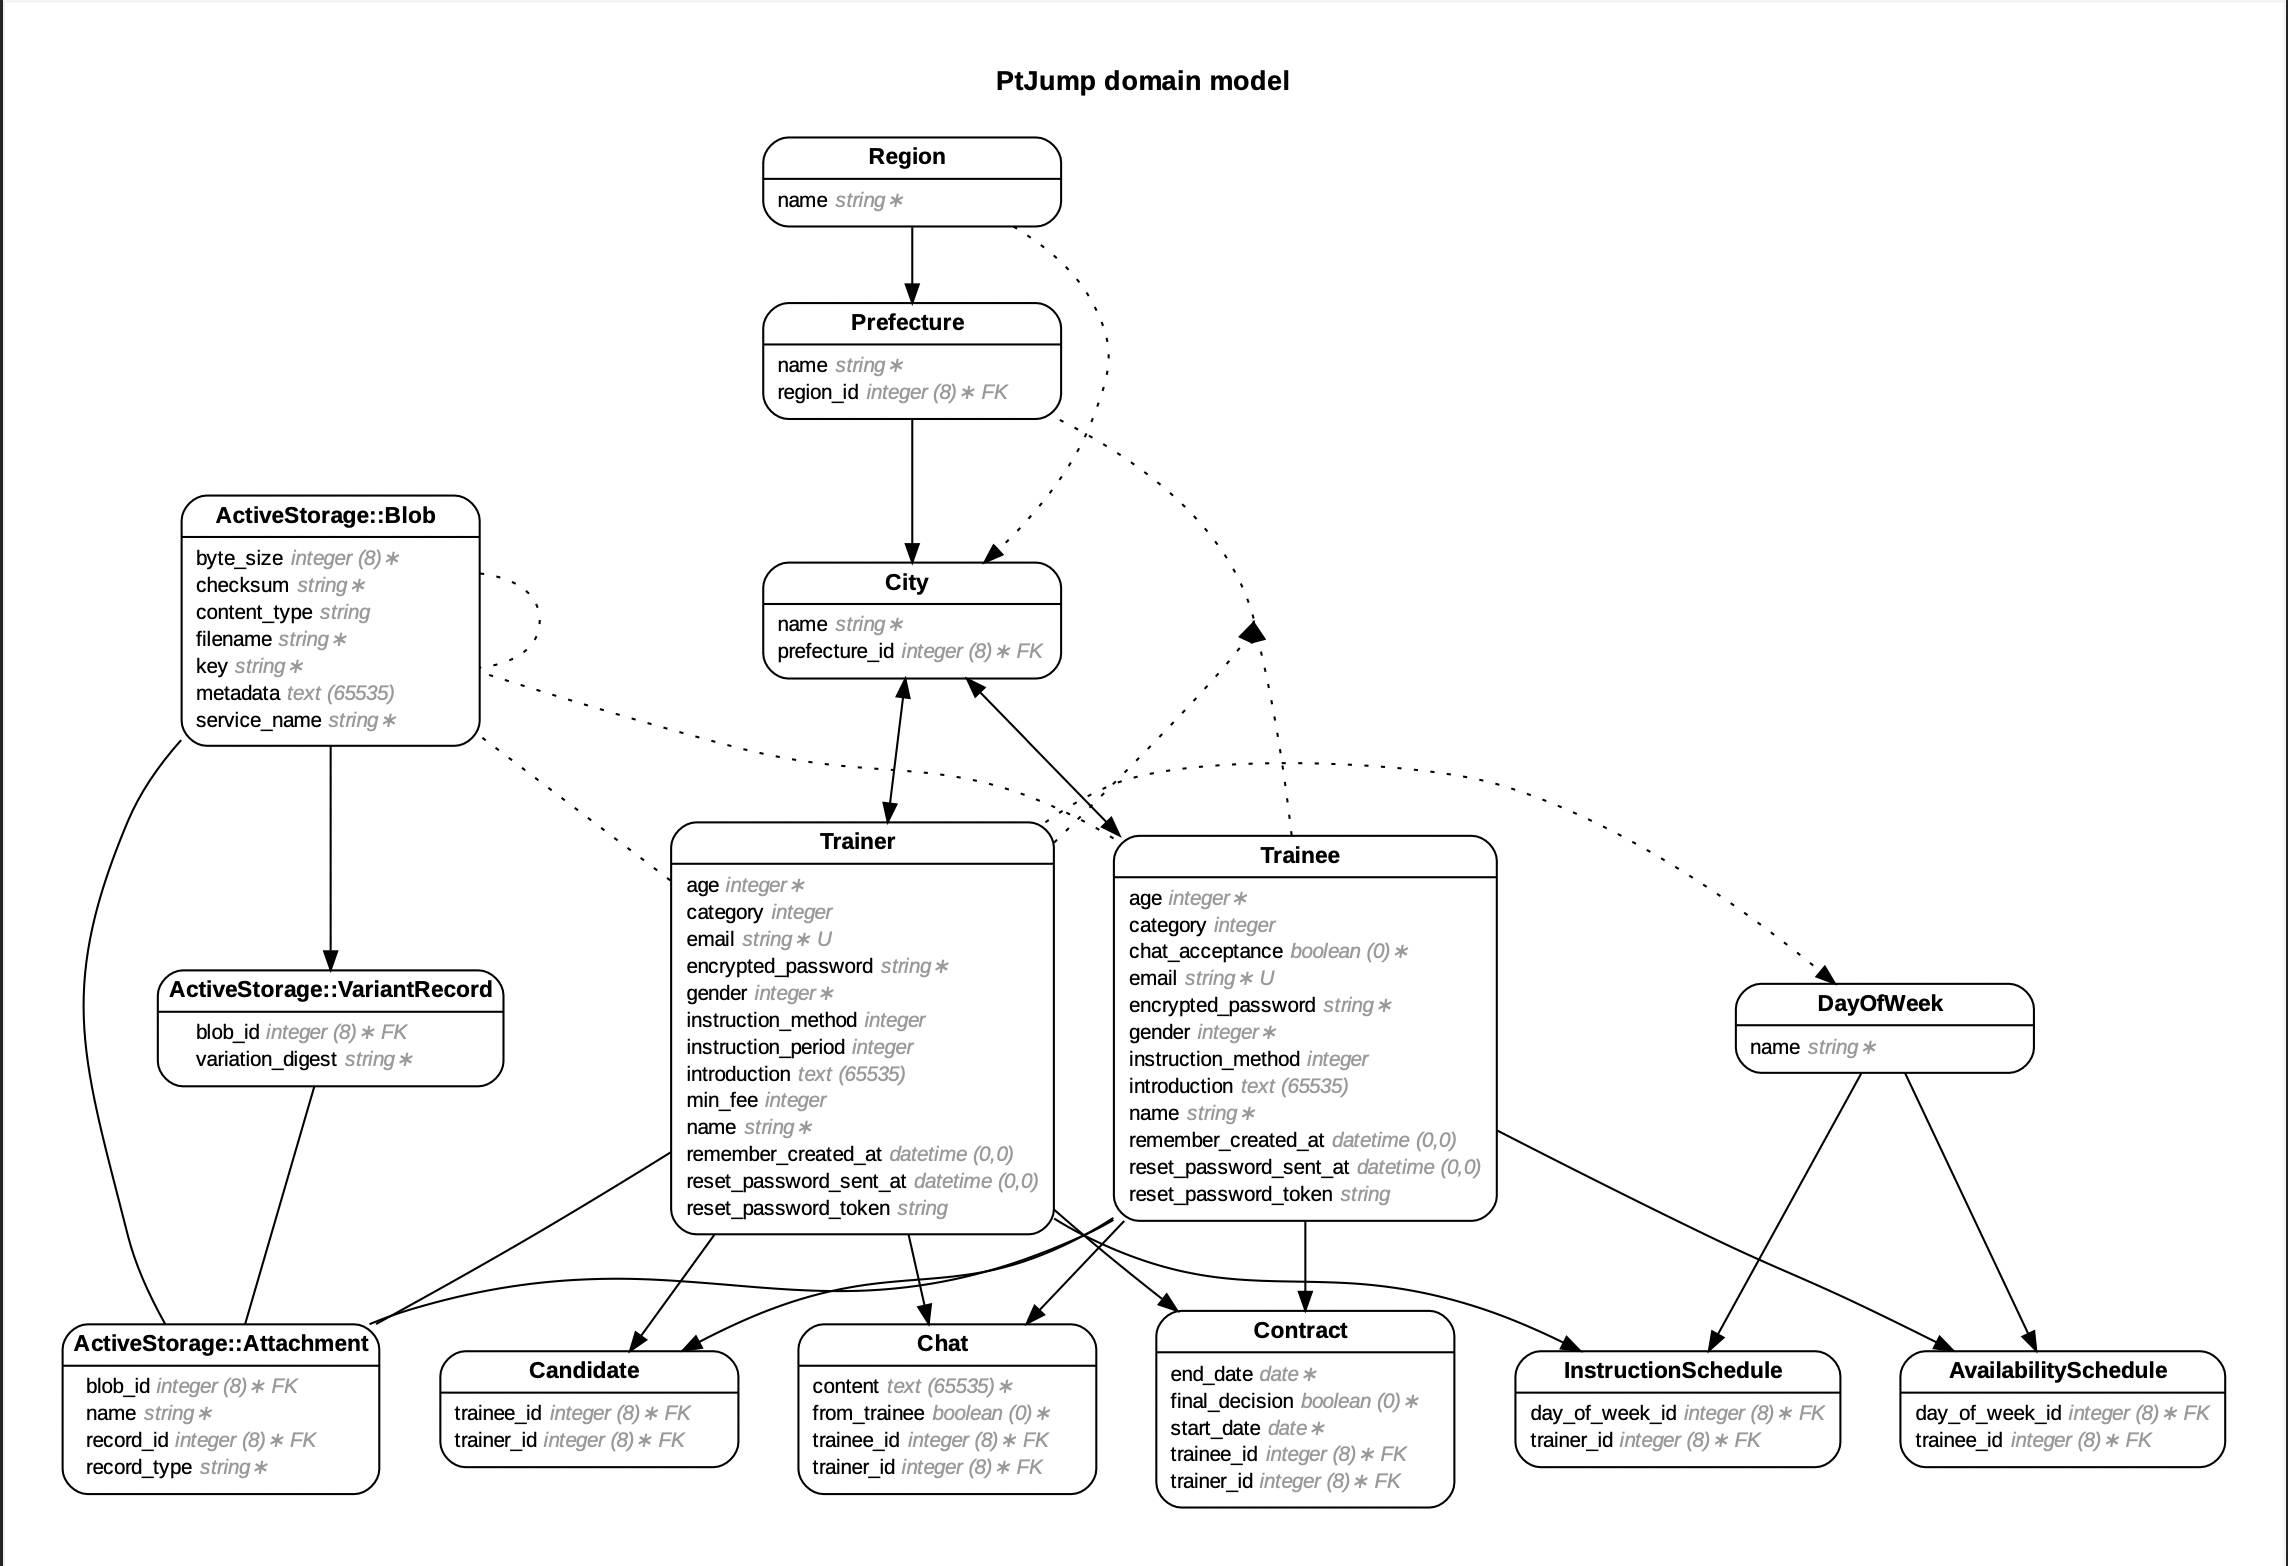 PtJump domain model
Region
name string∗
Prefecture
name string∗
region_id integer (8)∗ FK
ActiveStorage::Blob
byte_size integer (8)∗
checksum string∗
content_type string
filename string∗
key string∗
metadata text (65535)
service_name string∗
City
name string∗
prefecture_id integer (8)∗ FK
Trainer
age integer∗
category integer
email string∗ U
encrypted_password string∗
gender integer∗
instruction_method integer
instruction_period integer
introduction text (65535)
min_fee integer
name string∗
remember_created_at datetime (0,0)
reset_password_sent_at datetime (0,0)
reset_password_token string
Trainee
age integer∗
category integer
chat_acceptance boolean (0)∗
email string∗ U
encrypted_password string∗
gender integer∗
instruction_method integer
introduction text (65535)
name string∗
remember_created_at datetime (0,0)
reset_password_sent_at datetime (0,0)
reset_password_token string
ActiveStorage::VariantRecord
blob_id integer (8)∗ FK
variation_digest string∗
DayOfWeek
name string∗
ActiveStorage::Attachment
blob_id integer (8)∗ FK
name string∗
record_id integer (8)∗ FK
record_type string∗
Candidate
trainee_id integer (8)∗ FK
trainer_id integer (8)∗ FK
Chat
content text (65535)∗
from_trainee boolean (0)∗
trainee_id integer (8)∗ FK
trainer_id integer (8)∗ FK
Contract
end_date date∗
final_decision boolean (0)∗
start_date date∗
trainee_id integer (8)∗ FK
trainer_id integer (8)∗ FK
InstructionSchedule
day_of_week_id integer (8)∗ FK
trainer_id integer (8)∗ FK
AvailabilitySchedule
day_of_week_id integer (8)∗ FK
trainee_id integer (8)∗ FK